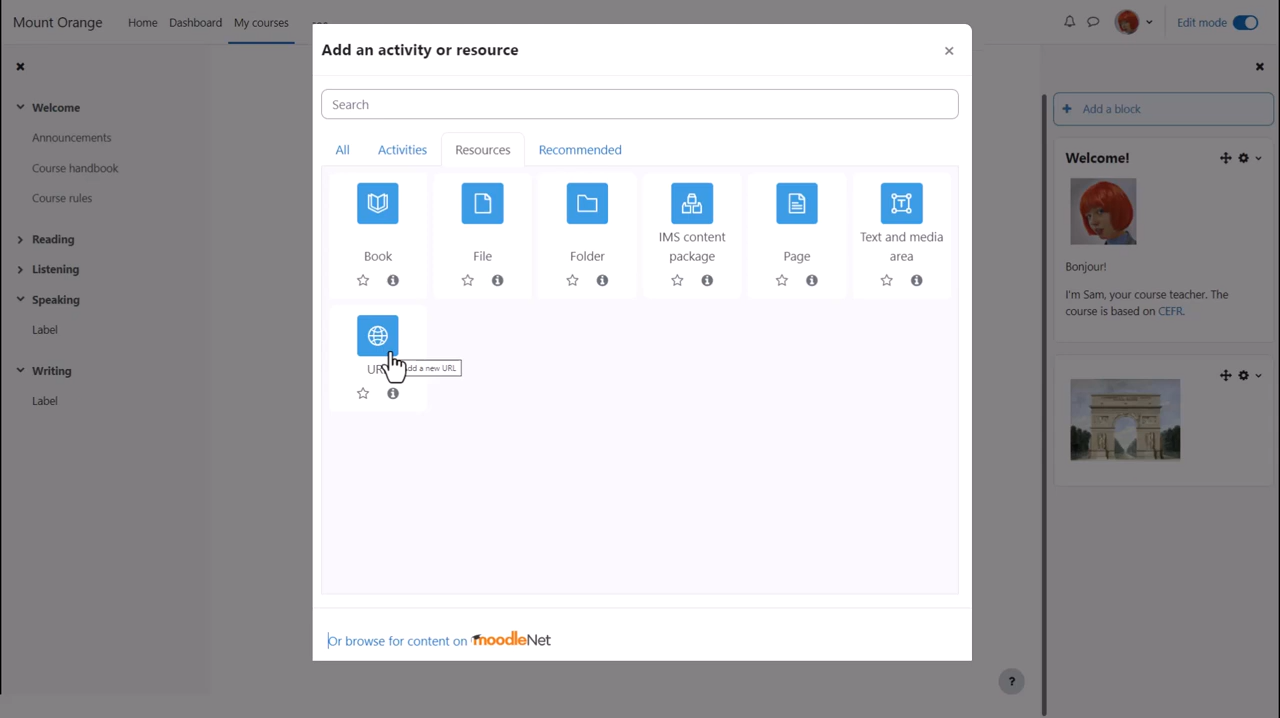 Mount Orange
Home
Dashboard
My courses
Edit mode
Welcome
Announcements
Course handbook
Course rules
Reading
Listening
Speaking
Label
Writing
Label
Add an activity or resource
Search
All
Activities
Resources
Recommended
Book
File
Folder
IMS content
package
Page
Text and media
area
add a new URL
Or browse for content on moodleNet
Add a block
Welcome!
Bonjour!
I'm Sam, your course teacher. The
course is based on CEFR.
?